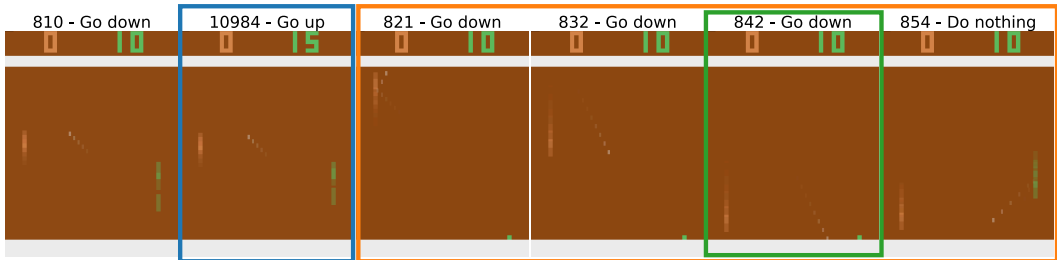 810 - Go down
10984 - Go up
821 - Go down
832 - Go down
842 - Go down
854 - Do nothing
0 10
0 15
0 10
0 10
0 10
0 10